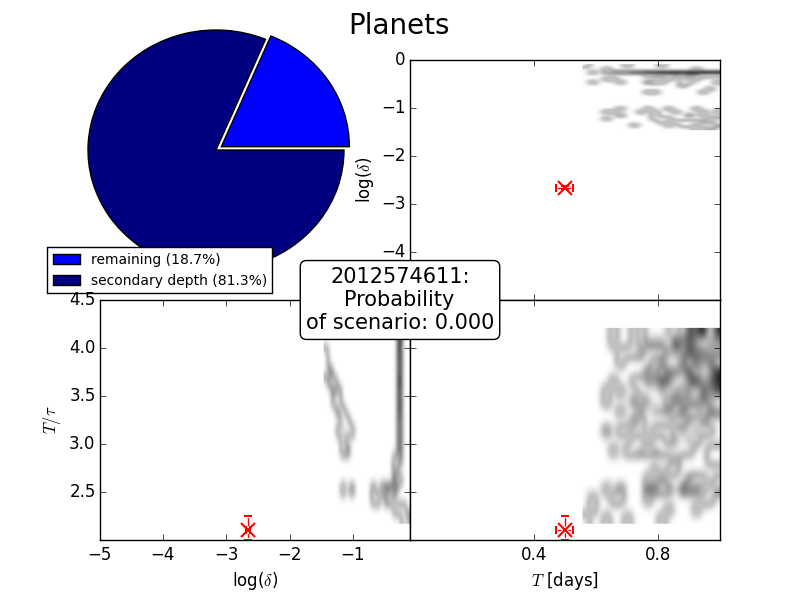 Planets
remaining (18.7%)
secondary depth (81.3%)
0
−1
−2
−3
−4
log(δ)
2012574611:
Probability
of scenario: 0.000
4.5
4.0
3.5
3.0
2.5
T/τ
−5 −4 −3 −2 −1
log(δ)
0.4 0.8
T [days]